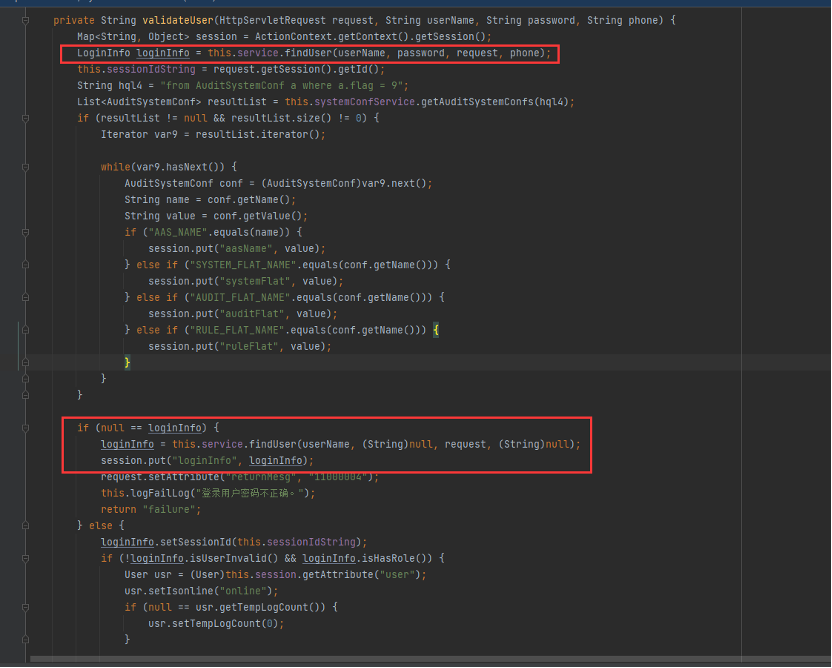 private String validateUser(HttpServletRequest request, String userName, String password, String phone) {
Map<String, Object> session = ActionContext.getContext().getSession();
LoginInfo loginInfo = this.service.findUser(userName, password, request, phone);
this.sessionIdString = request.getSession().getId();
String hql4 = "from AuditSystemConf a where a.flag = 9";
List<AuditSystemConf> resultList = this.systemConfService.getAuditSystemConfs(hql4);
if (resultList != null && resultList.size() != 0) {
Iterator var9 = resultList.iterator();
while(var9.hasNext()) {
AuditSystemConf conf = (AuditSystemConf)var9.next();
String name = conf.getName();
String value = conf.getValue();
if ("AAS_NAME".equals(name)) {
session.put("aasName", value);
} else if ("SYSTEM_FLAT_NAME".equals(conf.getName())) {
session.put("systemFlat", value);
} else if ("AUDIT_FLAT_NAME".equals(conf.getName())) {
session.put("auditFlat", value);
} else if ("RULE_FLAT_NAME".equals(conf.getName())) {
session.put("ruleFlat", value);
}
}
}
if (null == loginInfo) {
loginInfo = this.service.findUser(userName, (String)null, request, (String)null);
session.put("loginInfo", loginInfo);
request.setAttribute("returnMesg", "11000004");
this.logFailLog("登录用户密码不正确。");
return "failure";
} else {
loginInfo.setSessionId(this.sessionIdString);
if (!loginInfo.isUserInvalid() && loginInfo.isHasRole()) {
User usr = (User)this.session.getAttribute("user");
usr.setIsonline("online");
if (null == usr.getTempLogCount()) {
usr.setTempLogCount(0);
}